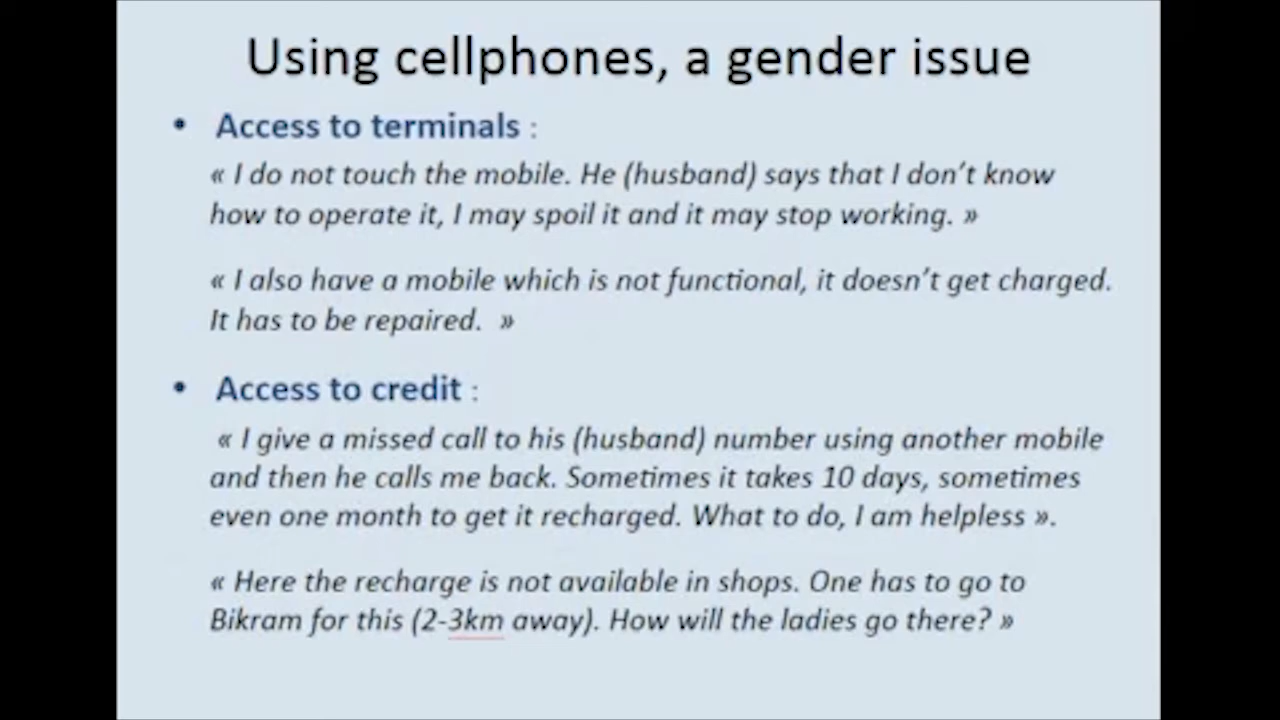 Using cellphones, a gender issue
• Access to terminals :
« I do not touch the mobile. He (husband) says that I don’t know
how to operate it, I may spoil it and it may stop working. »
« I also have a mobile which is not functional, it doesn’t get charged.
It has to be repaired.  »
• Access to credit :
« I give a missed call to his (husband) number using another mobile
and then he calls me back. Sometimes it takes 10 days, sometimes
even one month to get it recharged. What to do, I am helpless ».
« Here the recharge is not available in shops. One has to go to
Bikram for this (2-3km away). How will the ladies go there? »